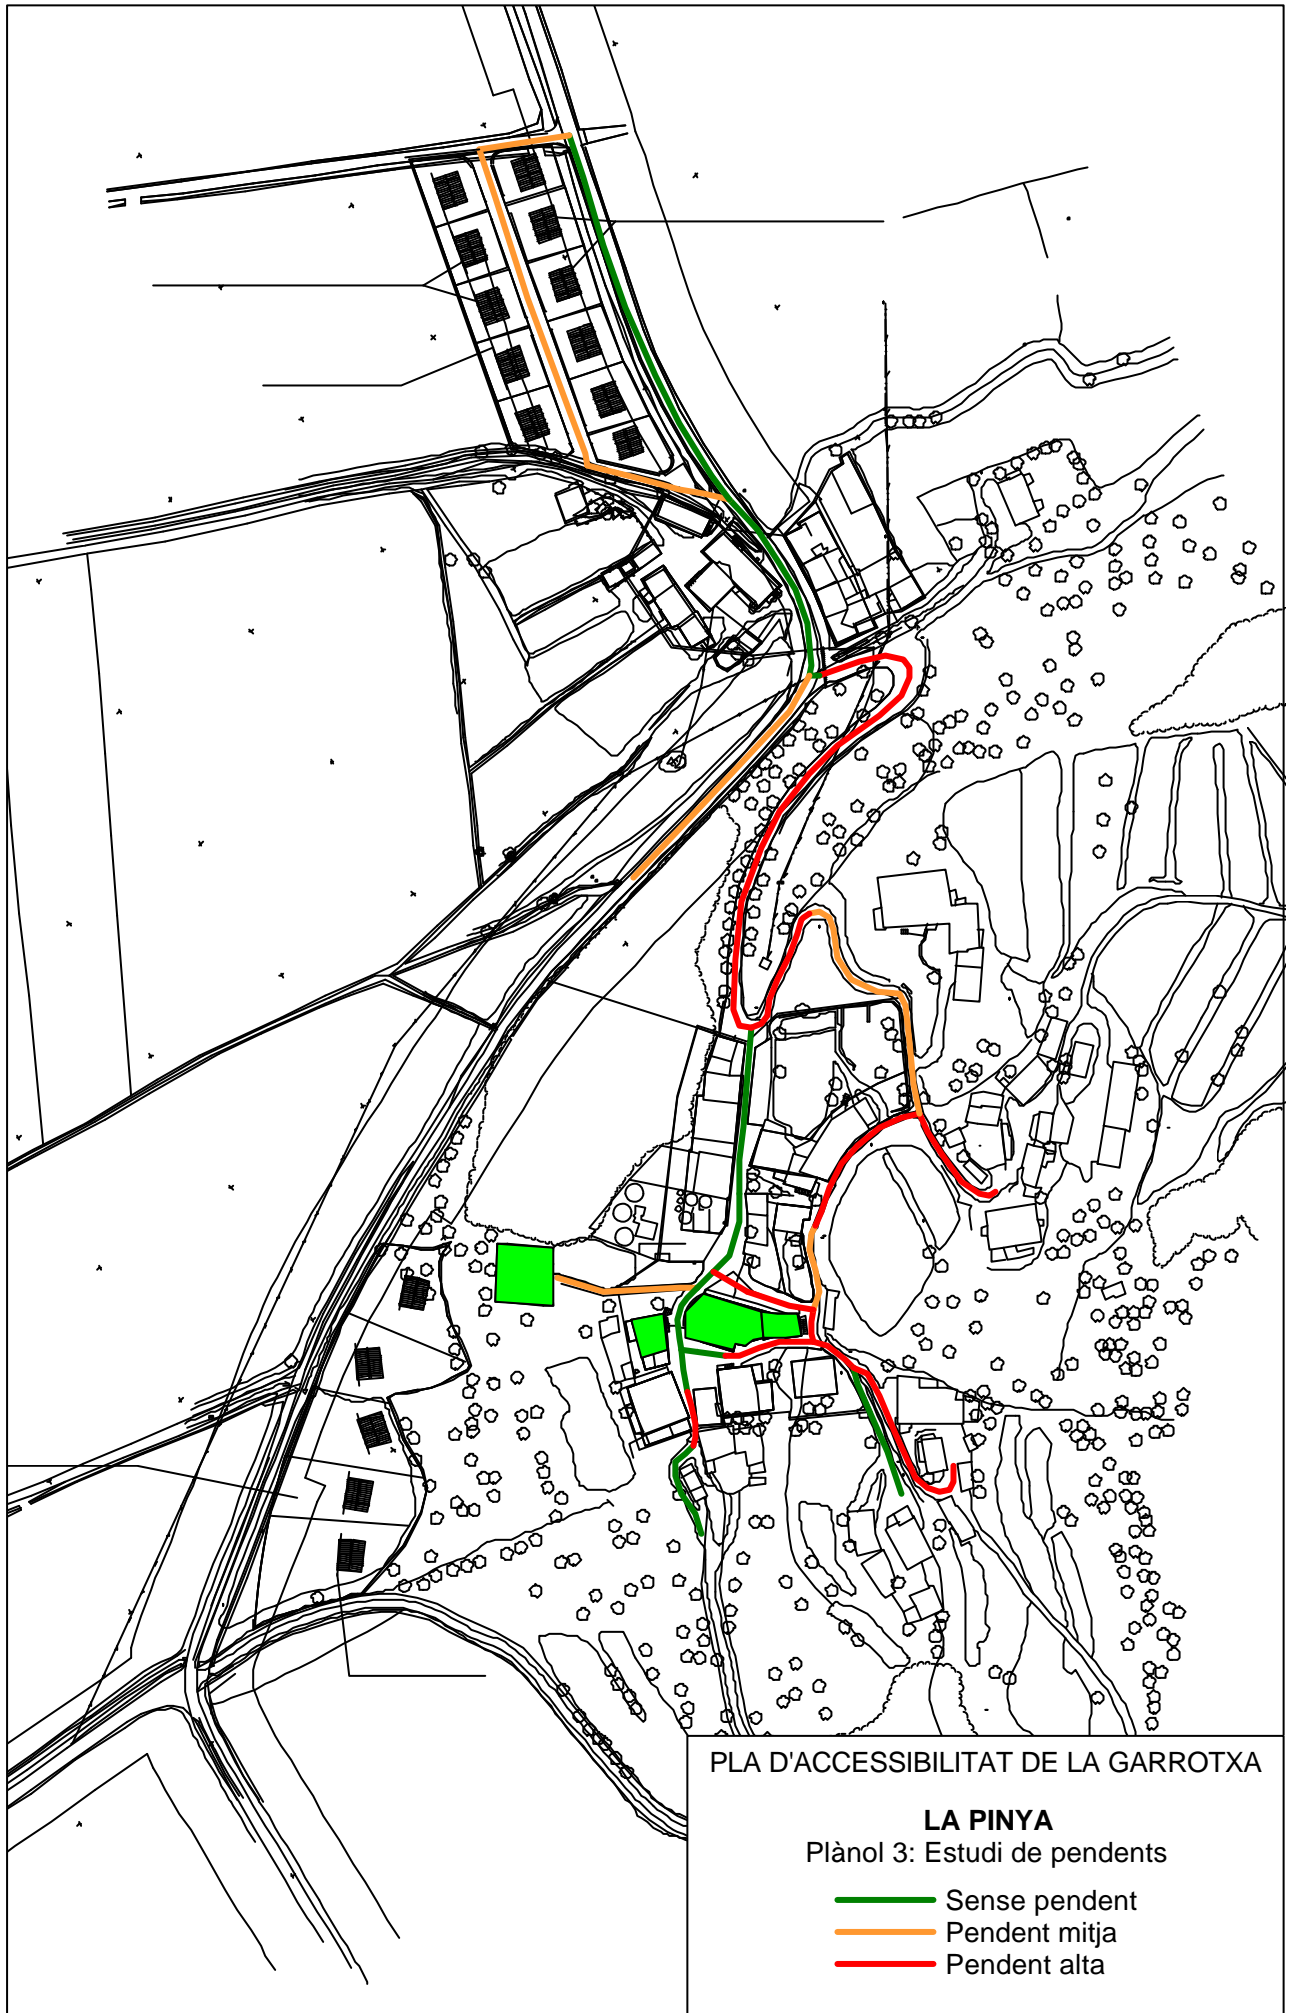 PLA D'ACCESSIBILITAT DE LA GARROTXA
LA PINYA
Plànol 3: Estudi de pendents
Sense pendent
Pendent mitja
Pendent alta